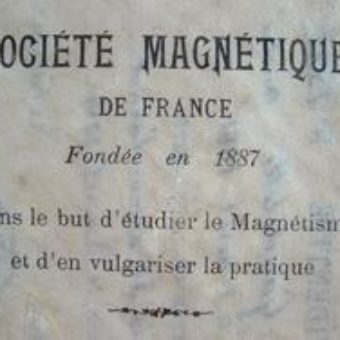 OCIÉTÉ MAGNÉTIQUE
DE FRANCE
Fondée en 1887
ns le but d'étudier le Magnétism
et d'en vulgariser la pratique